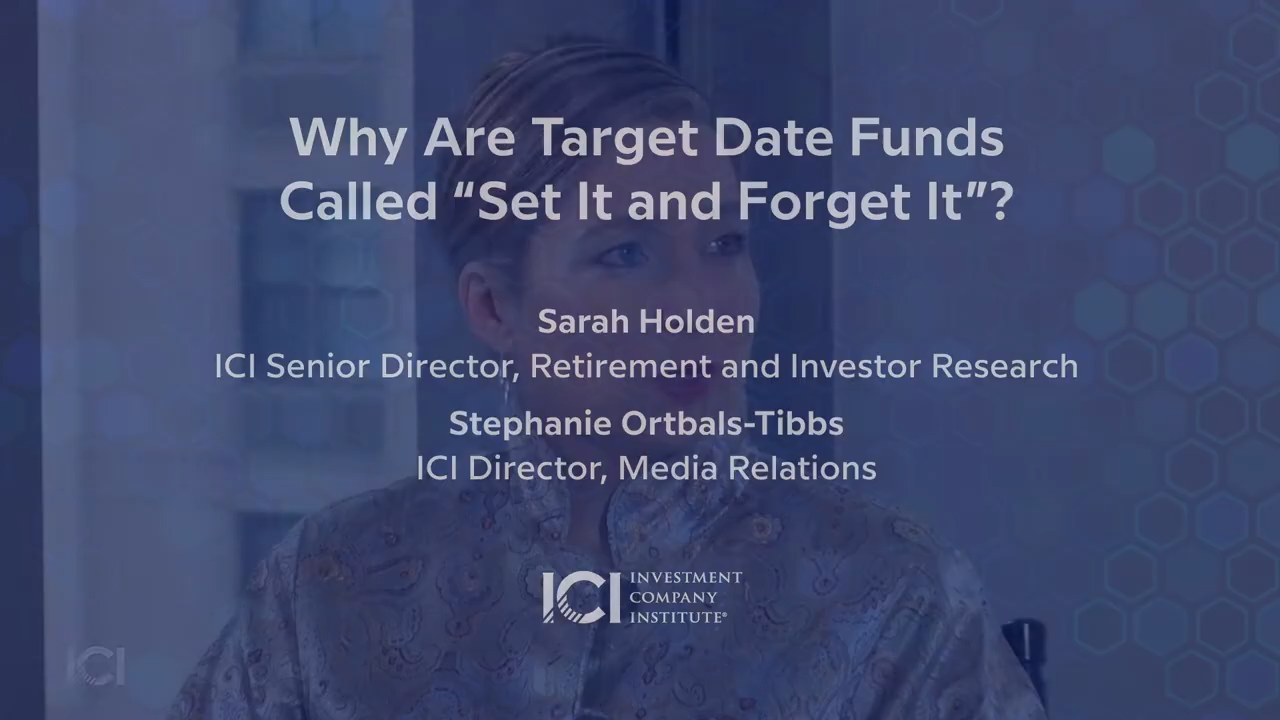 Why Are Target Date Funds
Called “Set It and Forget It”?
Sarah Holden
ICI Senior Director, Retirement and Investor Research
Stephanie Ortbals-Tibbs
ICI Director, Media Relations
ICI INVESTMENT
COMPANY
INSTITUTE®
ICI